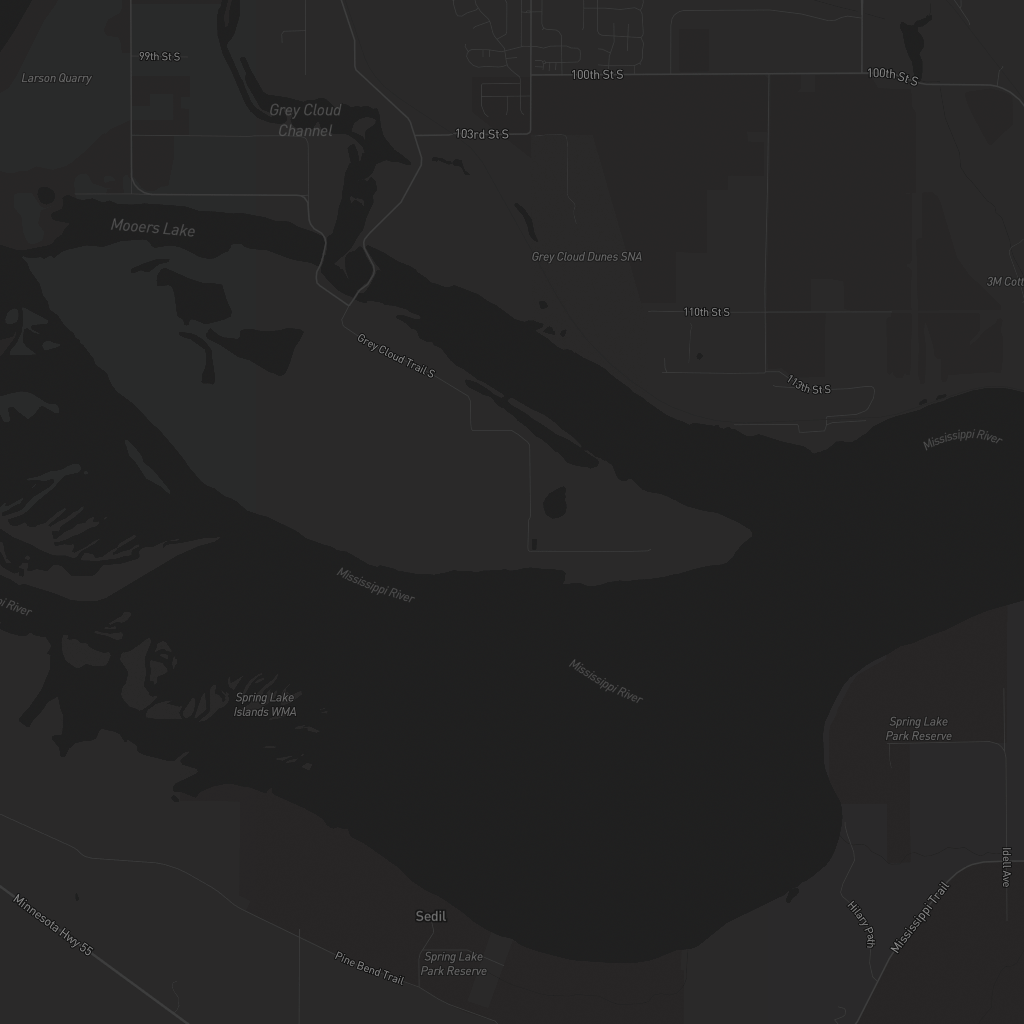 99th St S
Larson Quarry
100th St S
100th St S
Grey Cloud
Channel
103rd St S
Mooers Lake
Grey Cloud Dunes SNA
3M Cott
110th St S
Grey Cloud Trail S
113th St S
Mississippi River
Mississippi River
pi River
Mississippi River
Spring Lake
Islands WMA
Spring Lake
Park Reserve
Idell Ave
Minnesota Hwy 55
Sedil
Hilary Path
Mississippi Trail
Pine Bend Trail
Spring Lake
Park Reserve